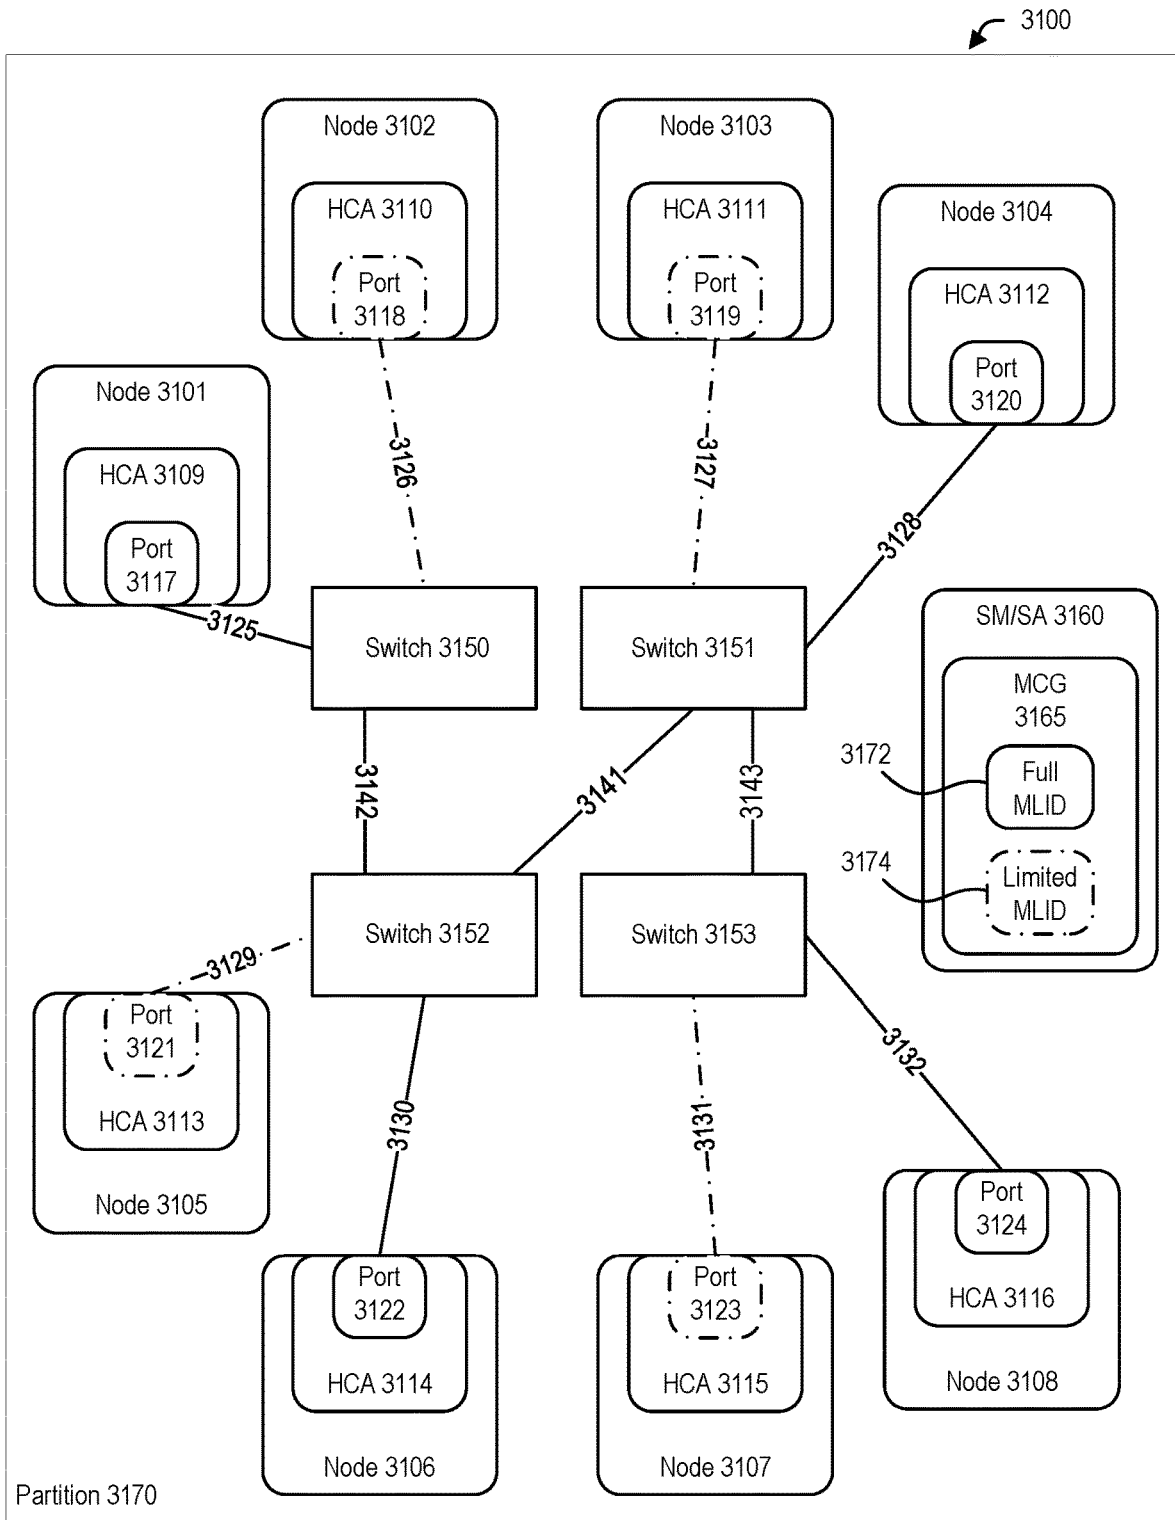 3100
Node 3102
HCA 3110
Port
3118
Node 3103
HCA 3111
Port
3119
Node 3104
HCA 3112
Port
3120
Node 3101
HCA 3109
Port
3117
3126
3127
3128
3125
Switch 3150
Switch 3151
SM/SA 3160
MCG
3165
3172
Full
MLID
3174
Limited
MLID
3142
3141
3143
Switch 3152
Switch 3153
3129
Port
3121
HCA 3113
Node 3105
3130
3131
3132
Port
3122
HCA 3114
Node 3106
Port
3123
HCA 3115
Node 3107
Port
3124
HCA 3116
Node 3108
Partition 3170